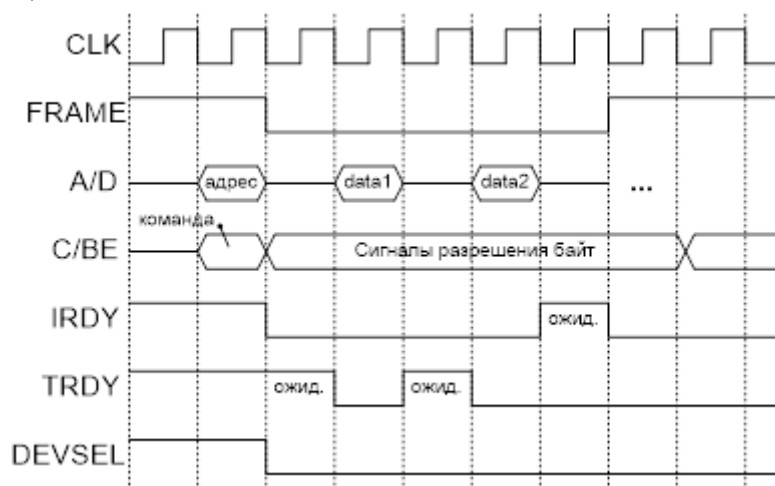 CLK
FRAME
A/D адрес data1 data2 ...
команда
C/BE Сигналы разрешения байт
IRDY ожид.
TRDY ожид. ожид.
DEVSEL